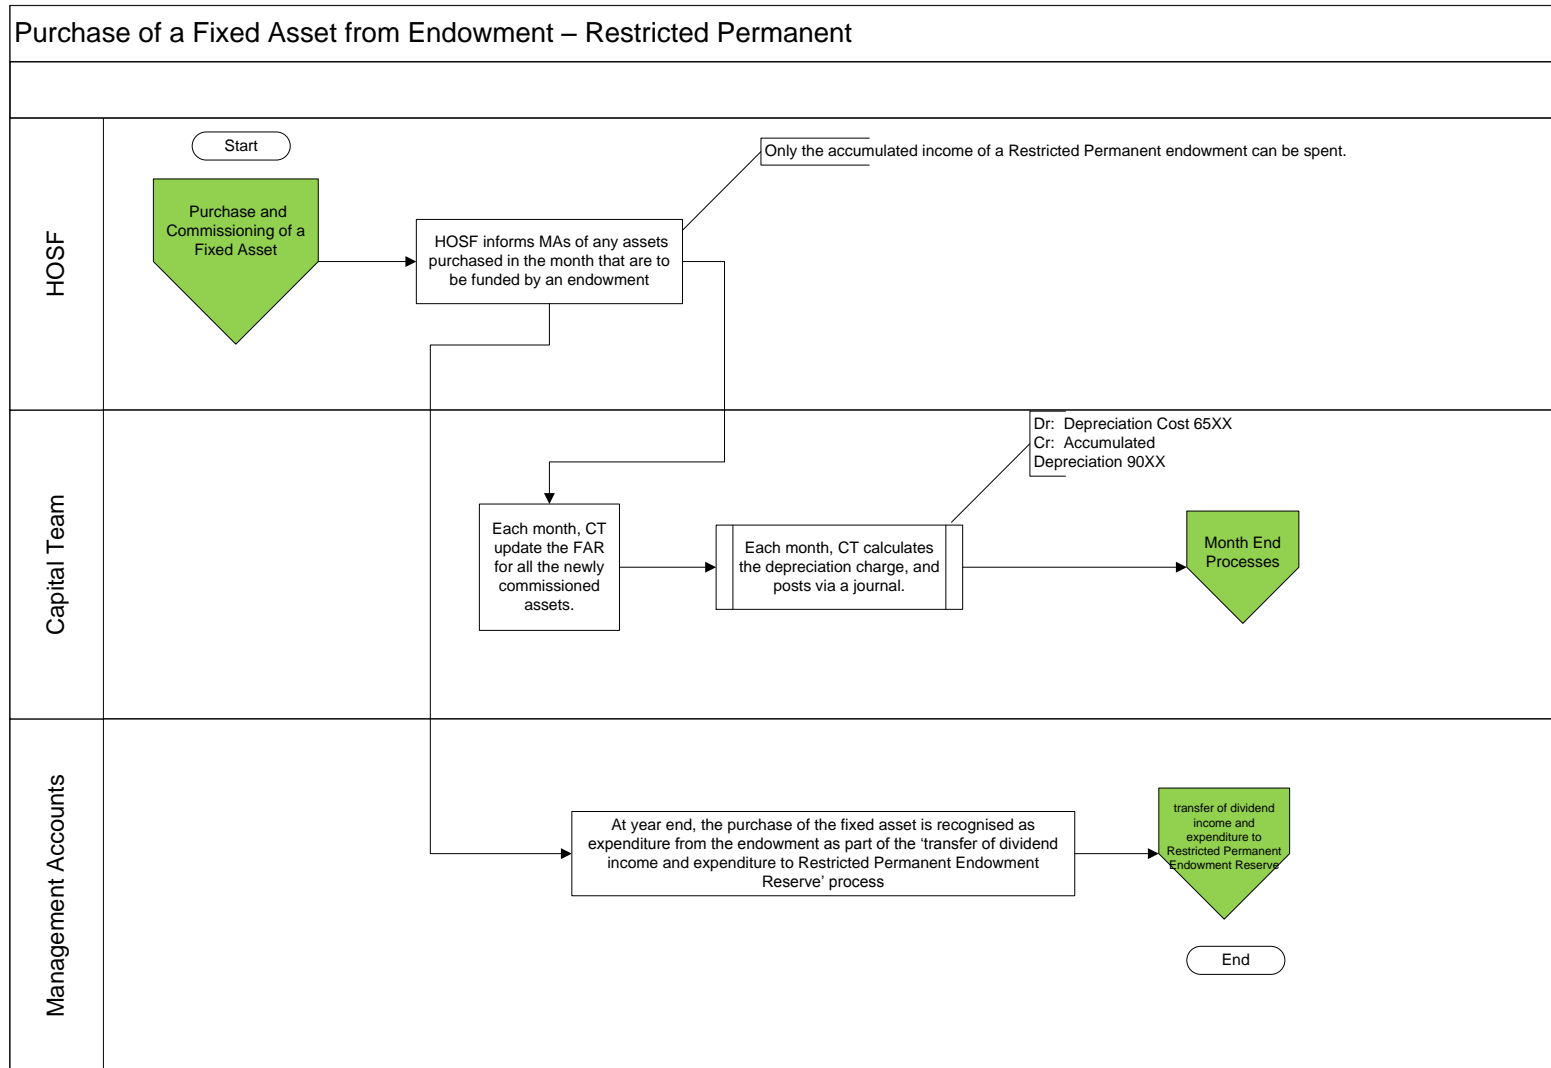 Purchase of a Fixed Asset from Endowment – Restricted Permanent
HOSF
Start
Purchase and
Commissioning of a
Fixed Asset
HOSF informs MAs of any assets
purchased in the month that are to
be funded by an endowment
Only the accumulated income of a Restricted Permanent endowment can be spent.
Capital Team
Each month, CT
update the FAR
for all the newly
commissioned
assets.
Each month, CT calculates
the depreciation charge, and
posts via a journal.
Dr:  Depreciation Cost 65XX
Cr:  Accumulated
Depreciation 90XX
Month End
Processes
Management Accounts
At year end, the purchase of the fixed asset is recognised as
expenditure from the endowment as part of the ‘transfer of dividend
income and expenditure to Restricted Permanent Endowment
Reserve’ process
transfer of dividend
income and
expenditure to
Restricted Permanent
Endowment Reserve
End